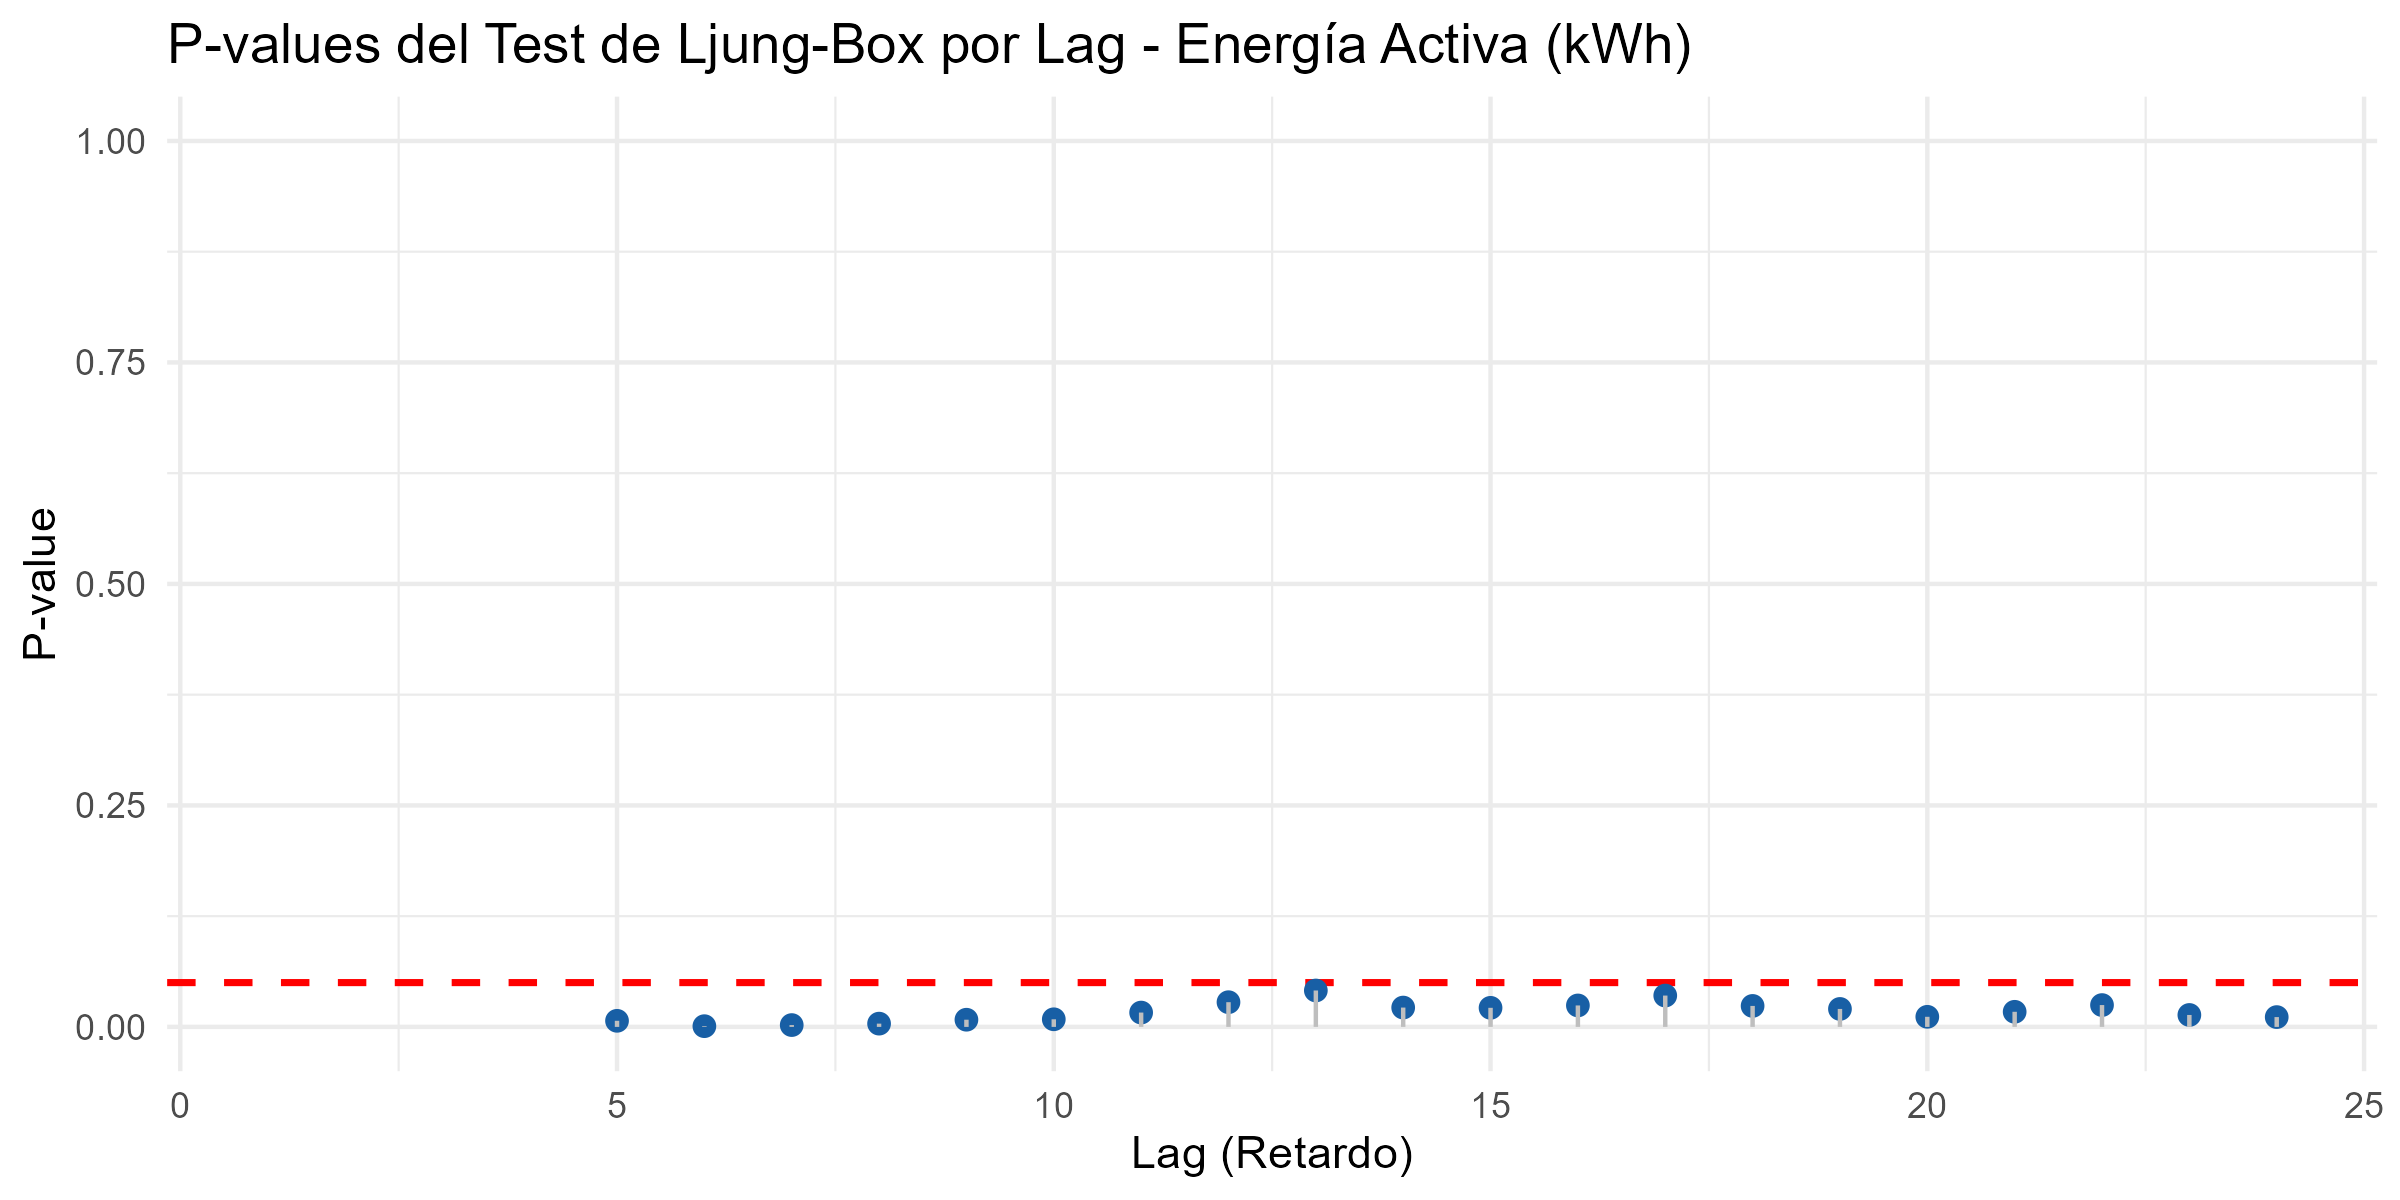 P-values del Test de Ljung-Box por Lag - Energía Activa (kWh)
1.00
0.75
0.50
0.25
0.00
P-value
0 5 10 15 20 25
Lag (Retardo)